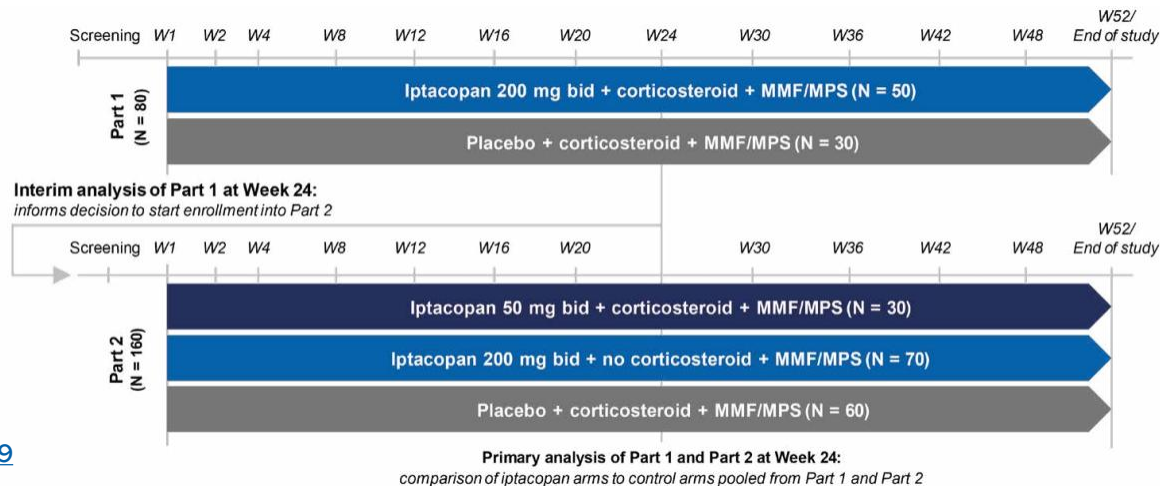 W52/
Screening W1 W2 W4 W8 W12 W16 W20 W24 W30 W36 W42 W48 End of study
Part 1
(N = 80)
Iptacopan 200 mg bid + corticosteroid + MMF/MPS (N = 50)
Placebo + corticosteroid + MMF/MPS (N = 30)
Interim analysis of Part 1 at Week 24:
informs decision to start enrollment into Part 2
W52/
Screening W1 W2 W4 W8 W12 W16 W20 W30 W36 W42 W48 End of study
Part 2
(N = 160)
Iptacopan 50 mg bid + corticosteroid + MMF/MPS (N = 30)
Iptacopan 200 mg bid + no corticosteroid + MMF/MPS (N = 70)
Placebo + corticosteroid + MMF/MPS (N = 60)
9
Primary analysis of Part 1 and Part 2 at Week 24:
comparison of iptacopan arms to control arms pooled from Part 1 and Part 2